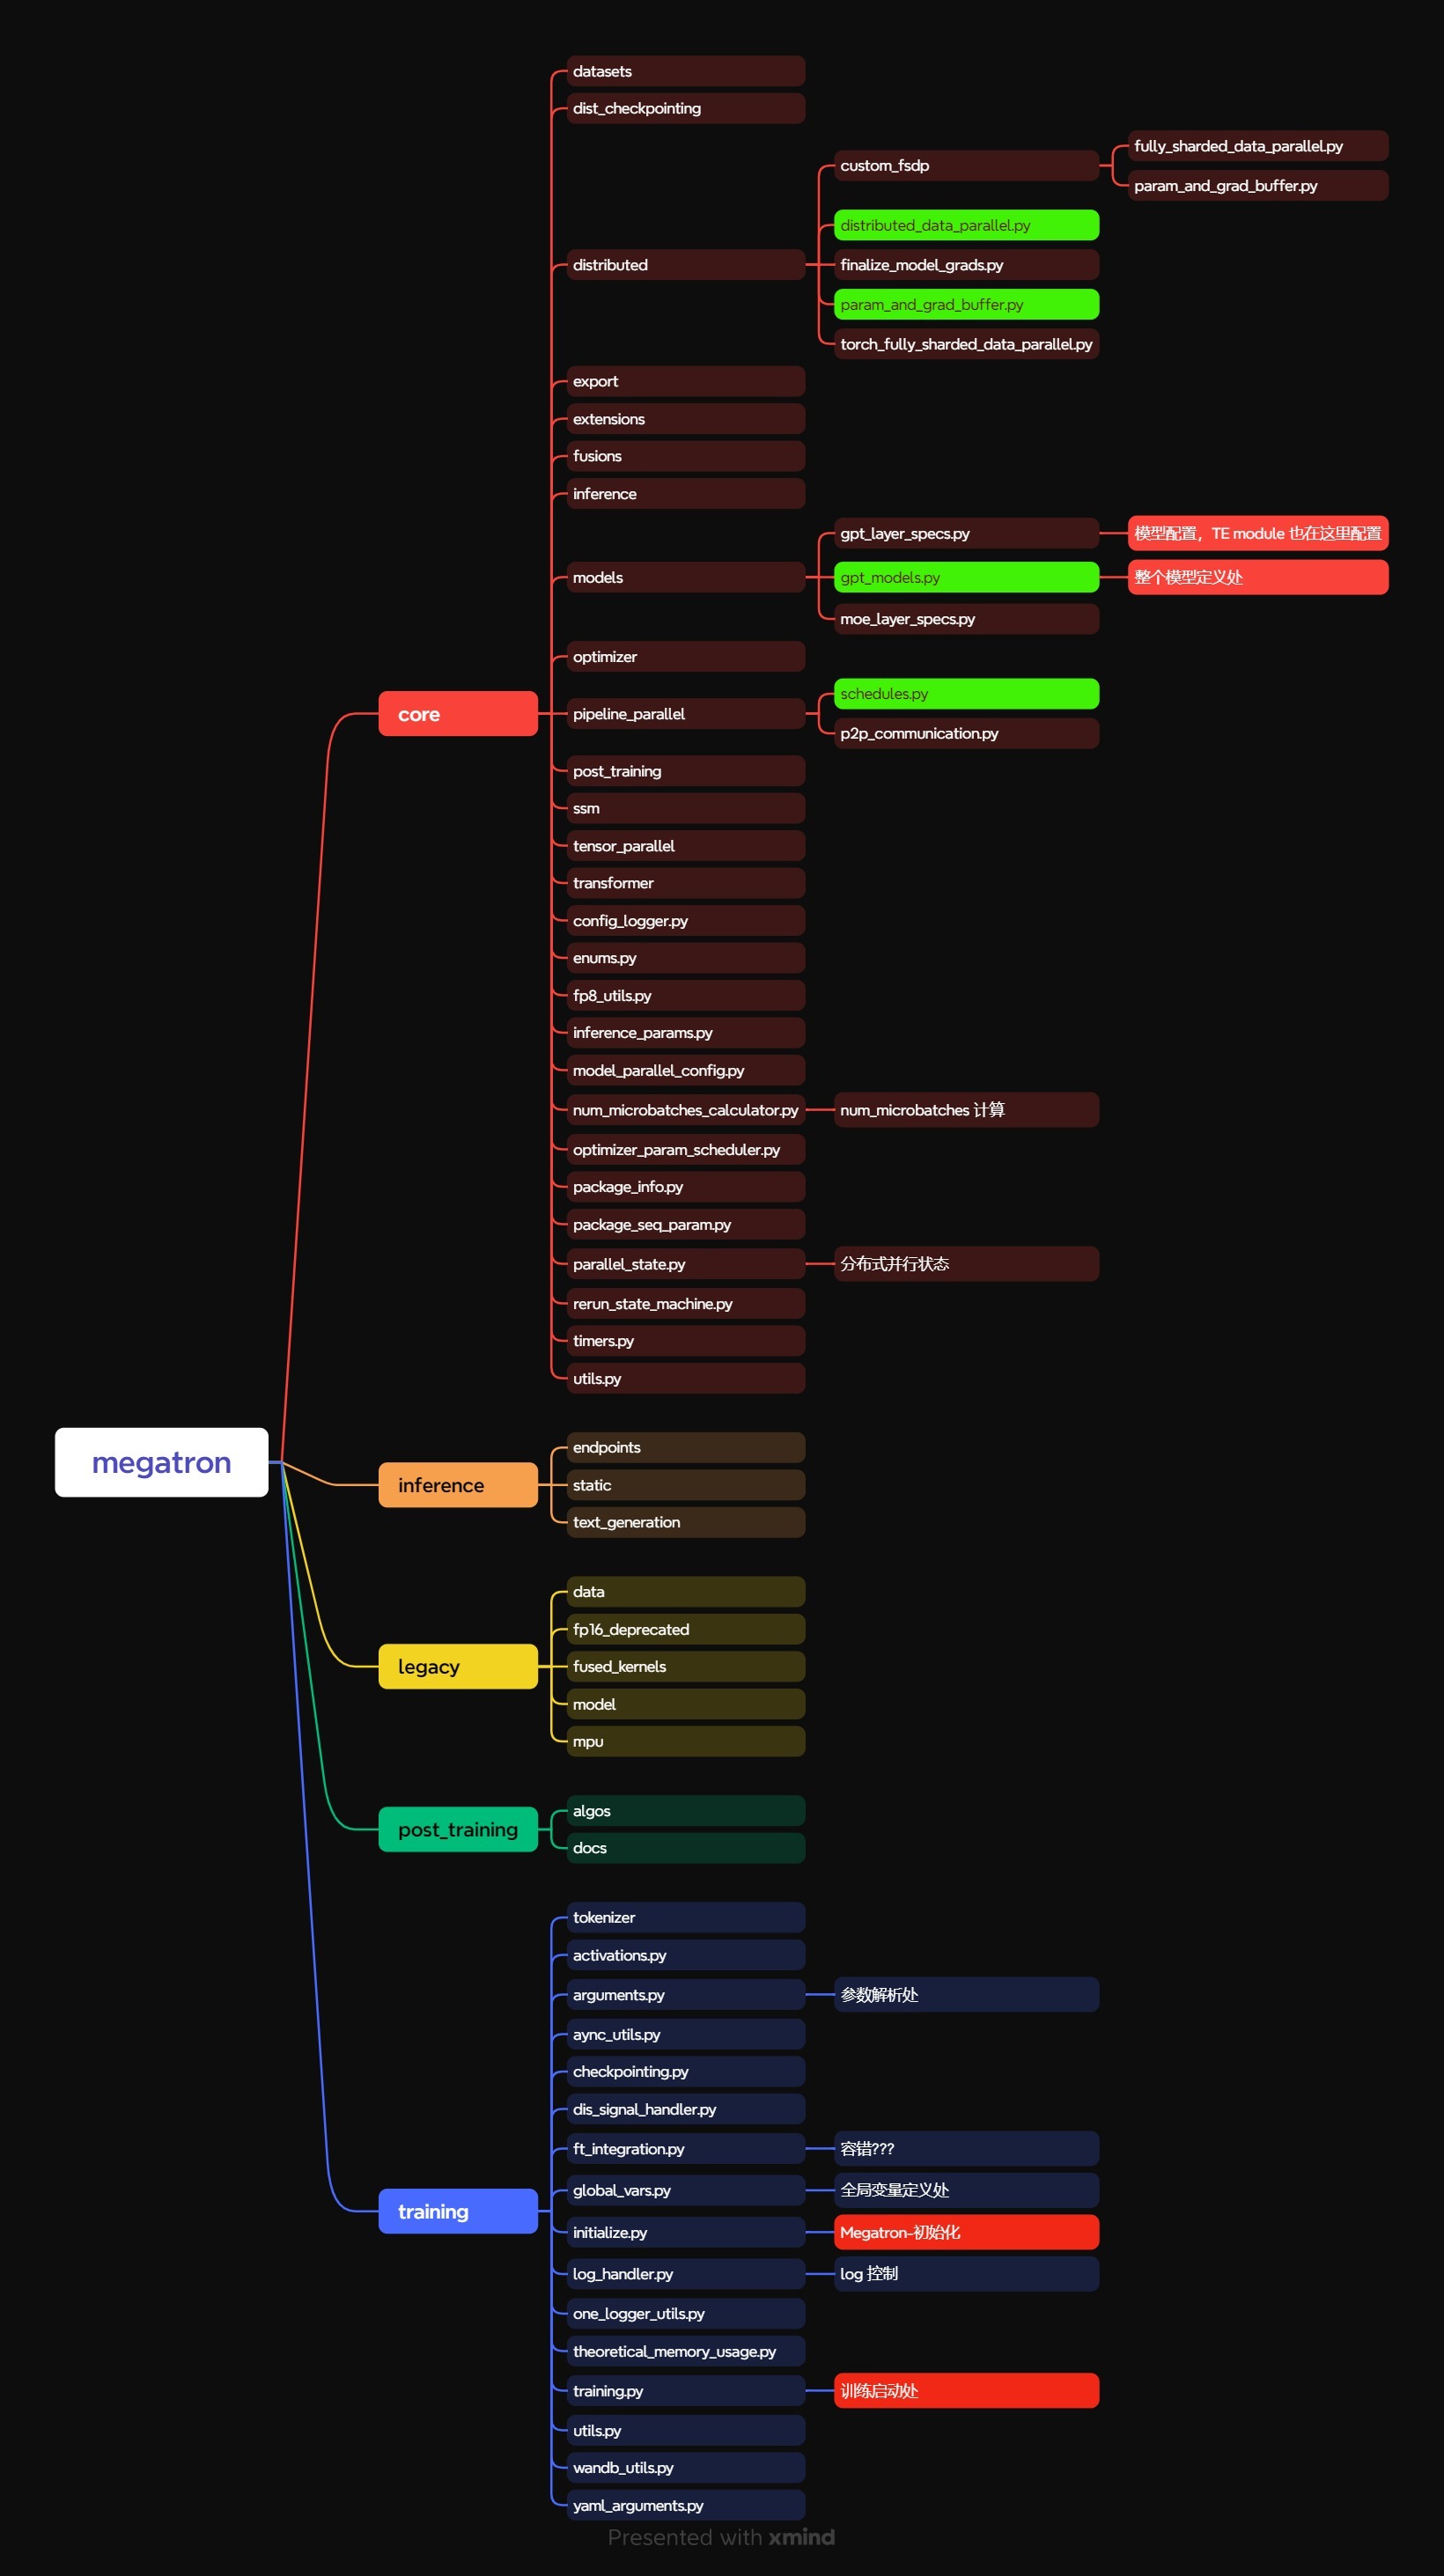 datasets
dist_checkpointing
distributed
custom_fsdp
fully_sharded_data_parallel.py
param_and_grad_buffer.py
distributed_data_parallel.py
finalize_model_grads.py
param_and_grad_buffer.py
torch_fully_sharded_data_parallel.py
export
extensions
fusions
inference
models
gpt_layer_specs.py
模型配置，TE module 也在这里配置
gpt_models.py
整个模型定义处
moe_layer_specs.py
optimizer
core
pipeline_parallel
schedules.py
p2p_communication.py
post_training
ssm
tensor_parallel
transformer
config_logger.py
enums.py
fp8_utils.py
inference_params.py
model_parallel_config.py
num_microbatches_calculator.py
num_microbatches 计算
optimizer_param_scheduler.py
package_info.py
package_seq_param.py
parallel_state.py
分布式并行状态
rerun_state_machine.py
timers.py
utils.py
megatron
inference
endpoints
static
text_generation
legacy
data
fp16_deprecated
fused_kernels
model
mpu
post_training
algos
docs
training
tokenizer
activations.py
arguments.py
参数解析处
aync_utils.py
checkpointing.py
dis_signal_handler.py
ft_integration.py
容错???
global_vars.py
全局变量定义处
initialize.py
Megatron-初始化
log_handler.py
log 控制
one_logger_utils.py
theoretical_memory_usage.py
training.py
训练启动处
utils.py
wandb_utils.py
yaml_arguments.py
Presented with xmind